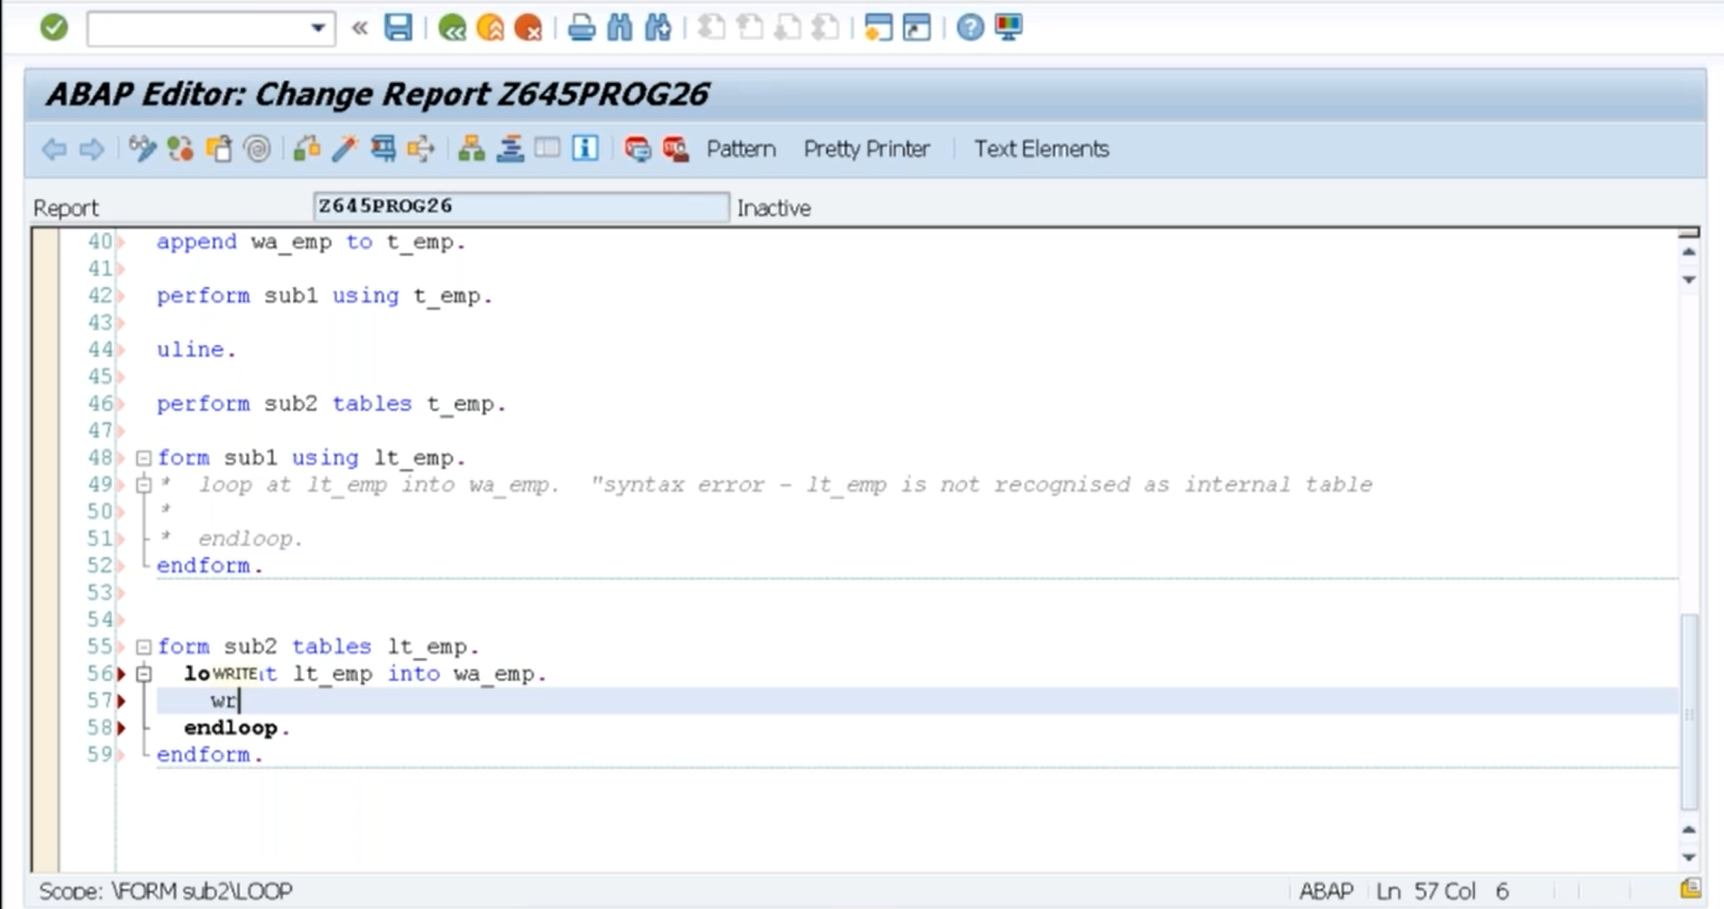 ABAP Editor: Change Report Z645PROG26
Pattern Pretty Printer Text Elements
Report Z645PROG26 Inactive
40 append wa_emp to t_emp.
41
42 perform sub1 using t_emp.
43
44 uline.
45
46 perform sub2 tables t_emp.
47
48 form sub1 using lt_emp.
49 *  loop at lt_emp into wa_emp.  "syntax error - lt_emp is not recognised as internal table
50 *
51 *  endloop.
52 endform.
53
54
55 form sub2 tables lt_emp.
56 lo WRITE t lt_emp into wa_emp.
57 wr
58 endloop.
59 endform.
Scope: \FORM sub2\LOOP ABAP Ln 57 Col 6